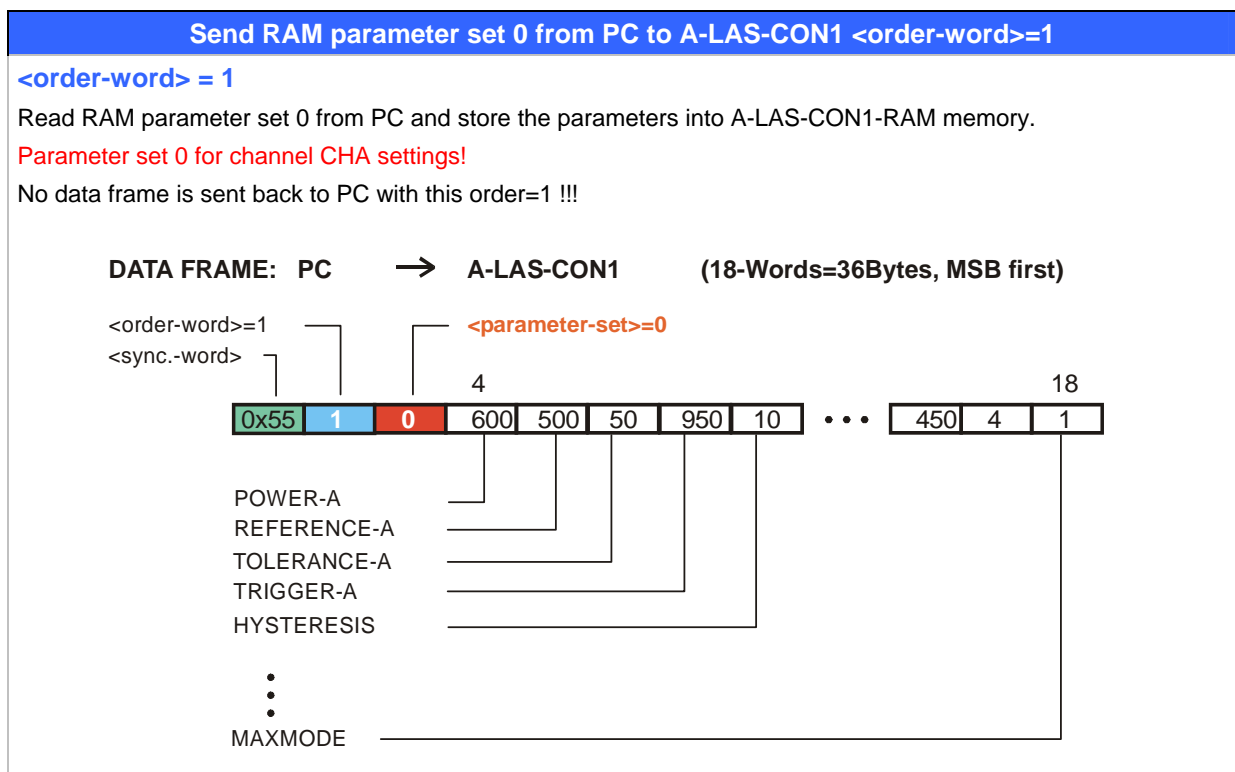 Send RAM parameter set 0 from PC to A-LAS-CON1 <order-word>=1
<order-word> = 1
Read RAM parameter set 0 from PC and store the parameters into A-LAS-CON1-RAM memory.
Parameter set 0 for channel CHA settings!
No data frame is sent back to PC with this order=1 !!!
DATA FRAME: PC → A-LAS-CON1 (18-Words=36Bytes, MSB first)
<order-word>=1 <parameter-set>=0
<sync.-word>
4 18
0x55 1 0 600 500 50 950 10 • • • 450 4 1
POWER-A
REFERENCE-A
TOLERANCE-A
TRIGGER-A
HYSTERESIS
MAXMODE